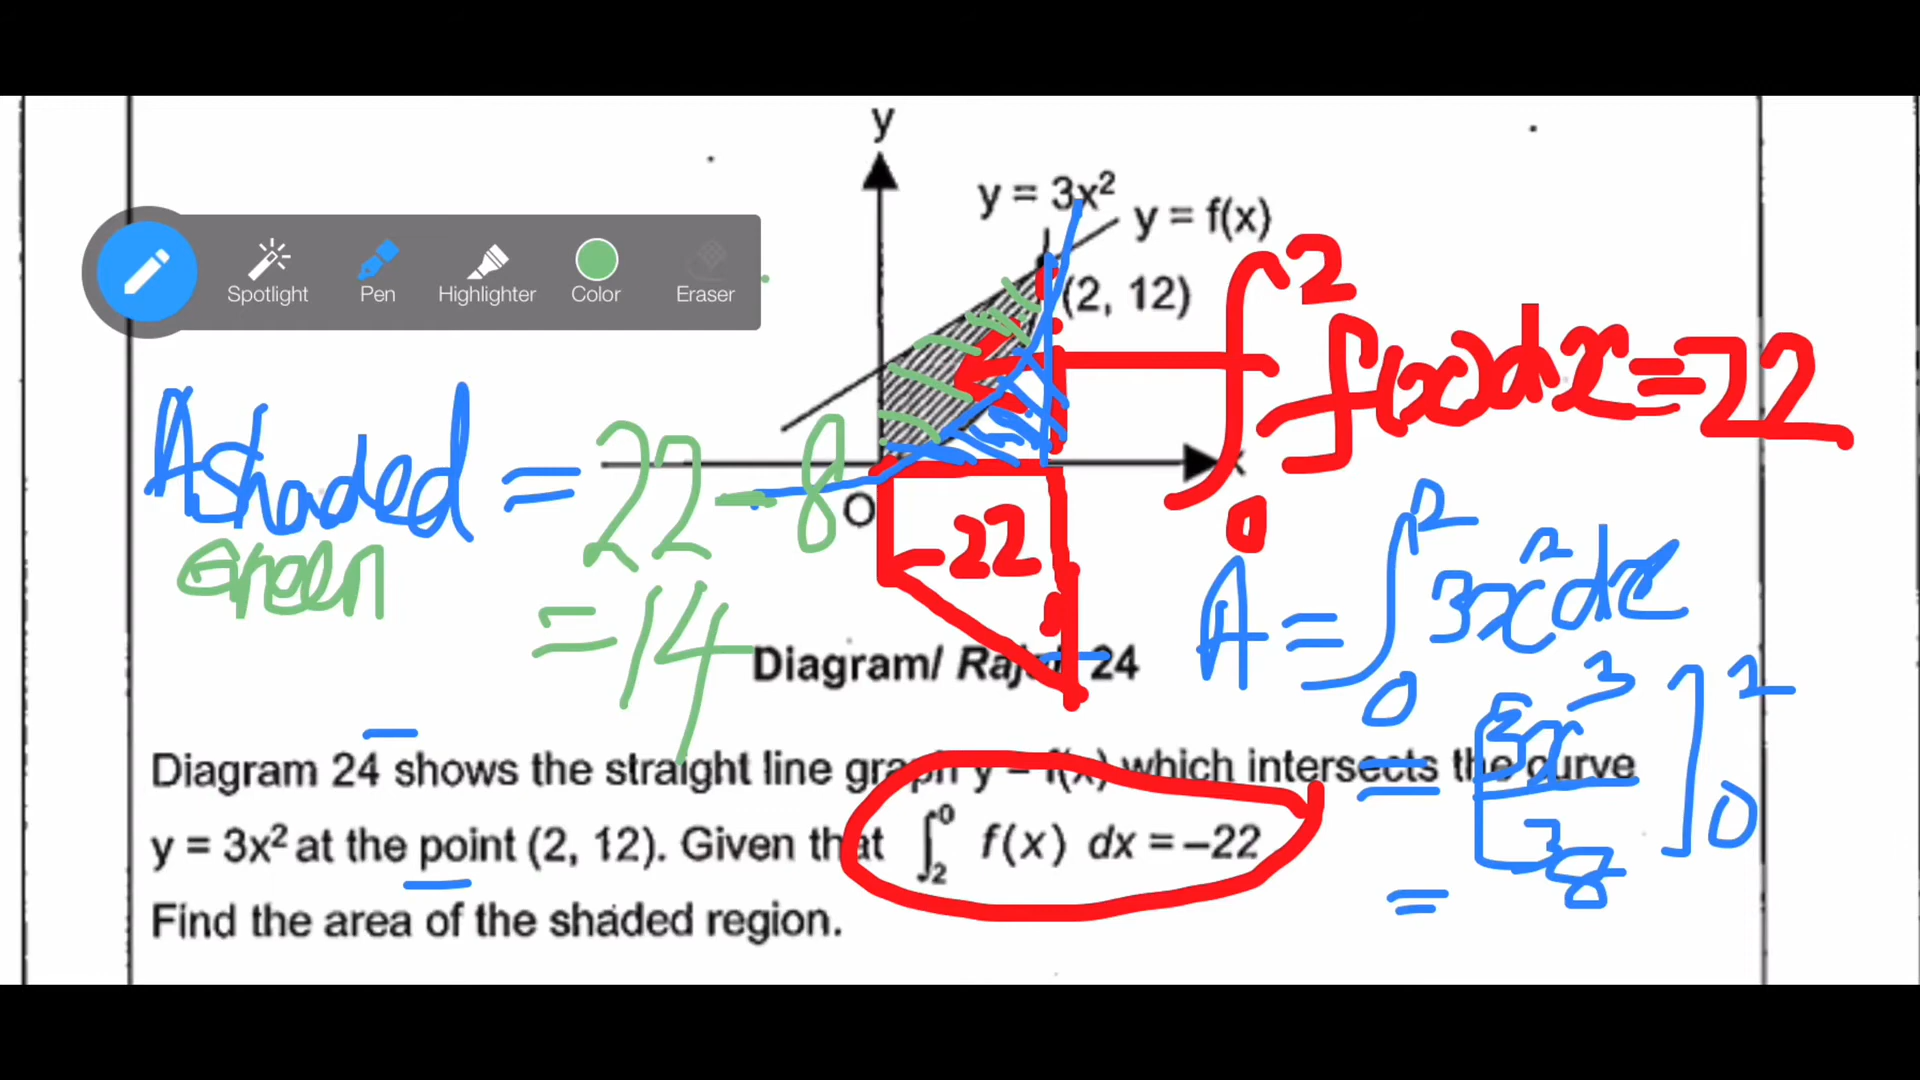 y
y = 3x²
y = f(x)
Spotlight
Pen
Highlighter
Color
Eraser
(2, 12)
∫₀² f(x)dx = 22
A shaded = 22 - 8
Green
= 14
O
x
-22
A = ∫₀² 3x² dx
= [3x³/3]₀²
= 8
Diagram/ 24
Diagram 24 shows the straight line graph y = f(x) which intersects the curve
y = 3x² at the point (2, 12). Given that ∫₂⁰ f(x) dx = –22
Find the area of the shaded region.